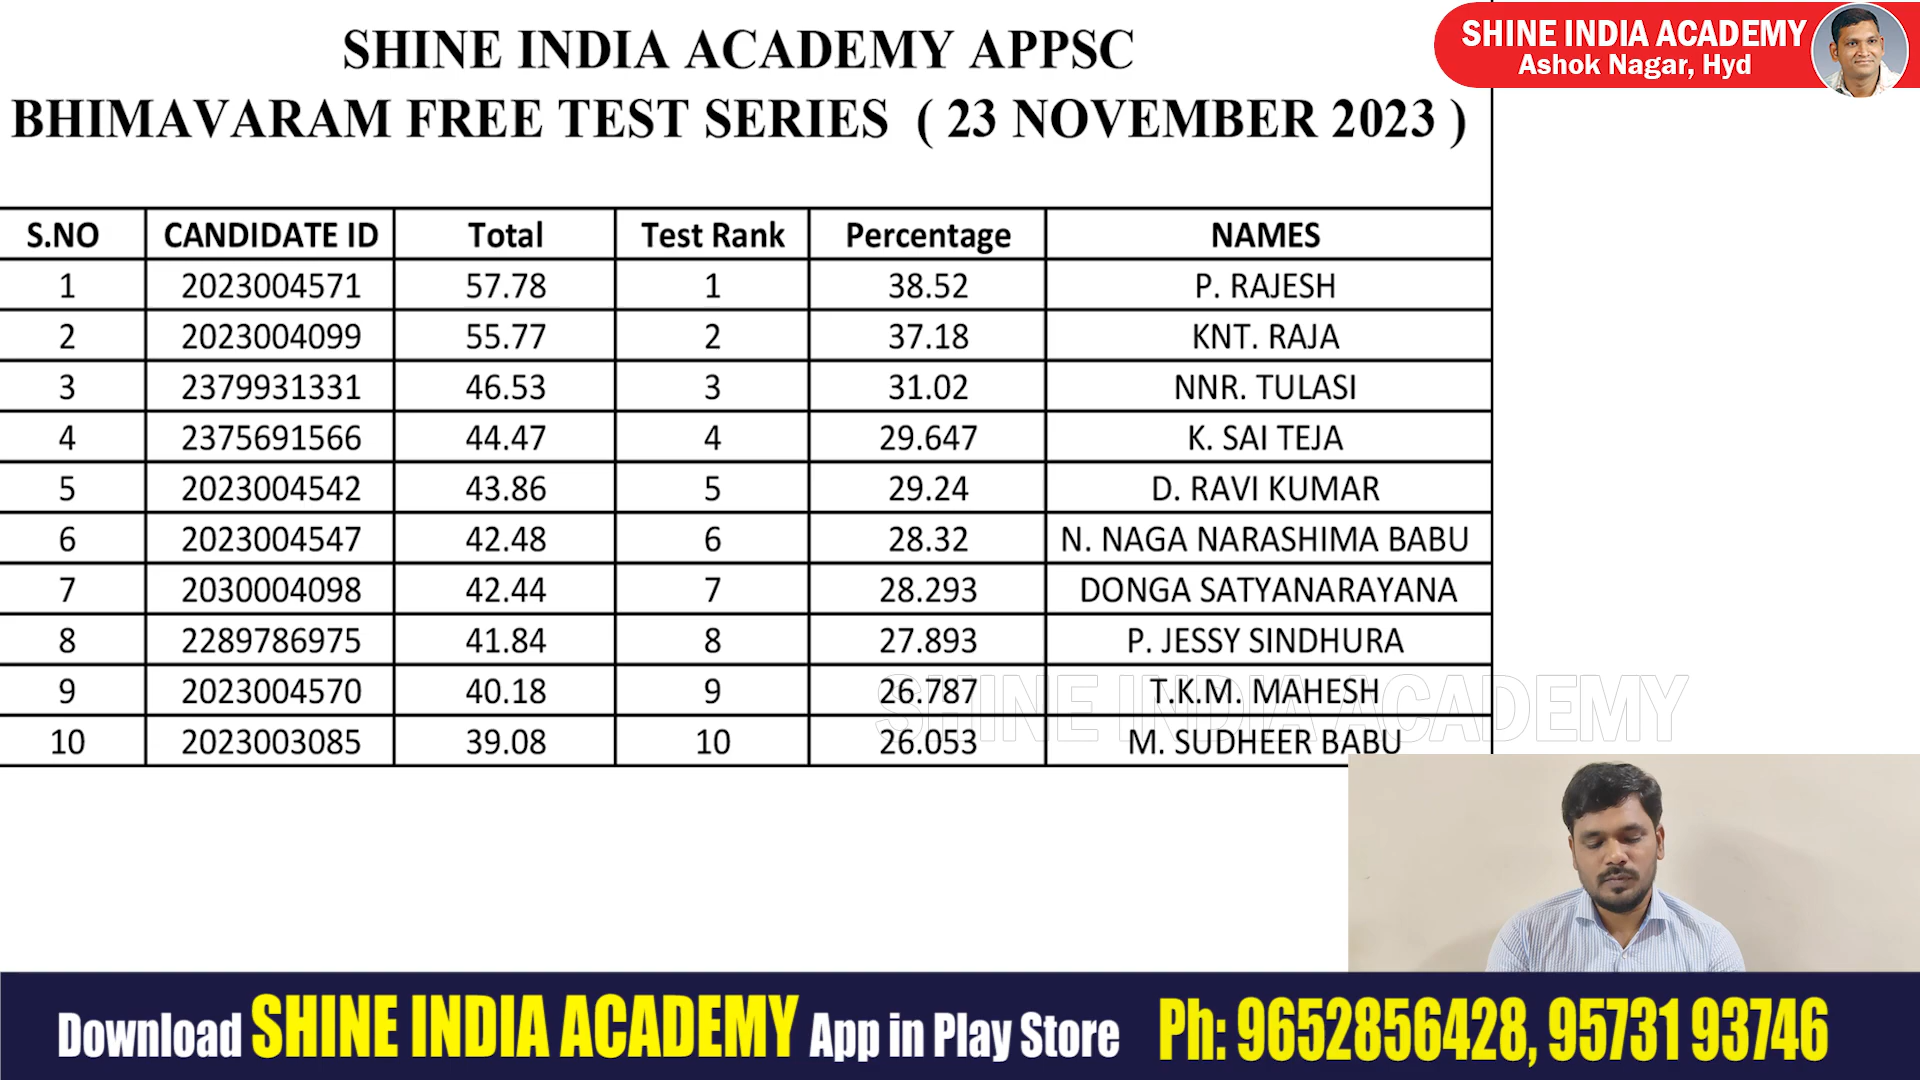 SHINE INDIA ACADEMY APPSC
BHIMAVARAM FREE TEST SERIES ( 23 NOVEMBER 2023 )
SHINE INDIA ACADEMY
Ashok Nagar, Hyd
S.NO CANDIDATE ID Total Test Rank Percentage NAMES
1 2023004571 57.78 1 38.52 P. RAJESH
2 2023004099 55.77 2 37.18 KNT. RAJA
3 2379931331 46.53 3 31.02 NNR. TULASI
4 2375691566 44.47 4 29.647 K. SAI TEJA
5 2023004542 43.86 5 29.24 D. RAVI KUMAR
6 2023004547 42.48 6 28.32 N. NAGA NARASHIMA BABU
7 2030004098 42.44 7 28.293 DONGA SATYANARAYANA
8 2289786975 41.84 8 27.893 P. JESSY SINDHURA
9 2023004570 40.18 9 26.787 T.K.M. MAHESH
10 2023003085 39.08 10 26.053 M. SUDHEER BABU
SHINE INDIA ACADEMY
Download SHINE INDIA ACADEMY App in Play Store Ph: 9652856428, 95731 93746